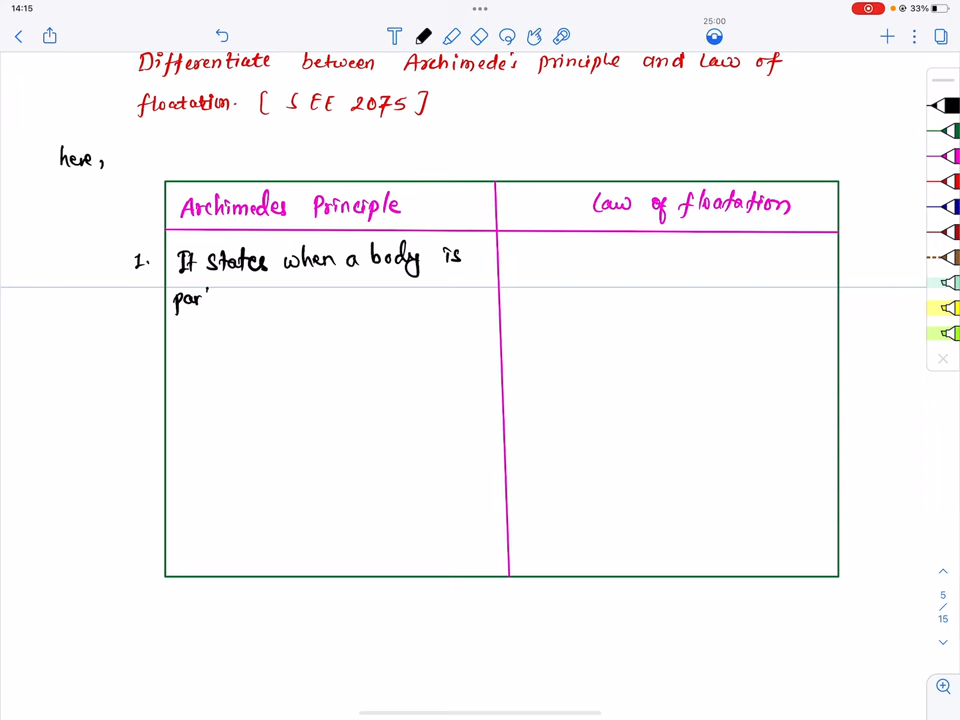 14:15
33%
25:00
Differentiate between Archimede's principle and Law of
floatation. [ SEE 2075 ]
here,
Archimedes Principle
Law of floatation
1. It states when a body is
par
5
/
15